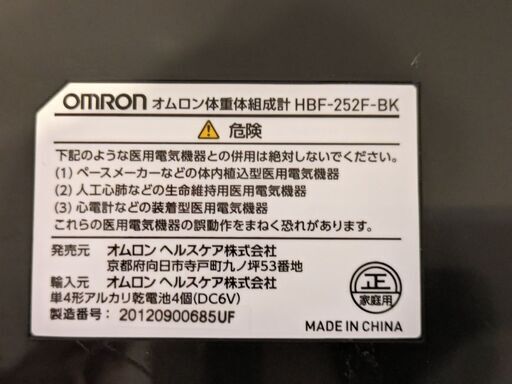 OMRON オムロン体重体組成計 HBF-252F-BK
危険
下記のような医用電気機器との併用は絶対しないでください。
(1) ペースメーカーなどの体内植込型医用電気機器
(2) 人工心肺などの生命維持用医用電気機器
(3) 心電計などの装着型医用電気機器
これらの医用電気機器の誤動作をまねく恐れがあります。
発売元 オムロン ヘルスケア株式会社
京都府向日市寺戸町九ノ坪53番地
輸入元 オムロン ヘルスケア株式会社
単4形アルカリ乾電池4個(DC6V)
製造番号: 20120900685UF
正
家庭用
MADE IN CHINA